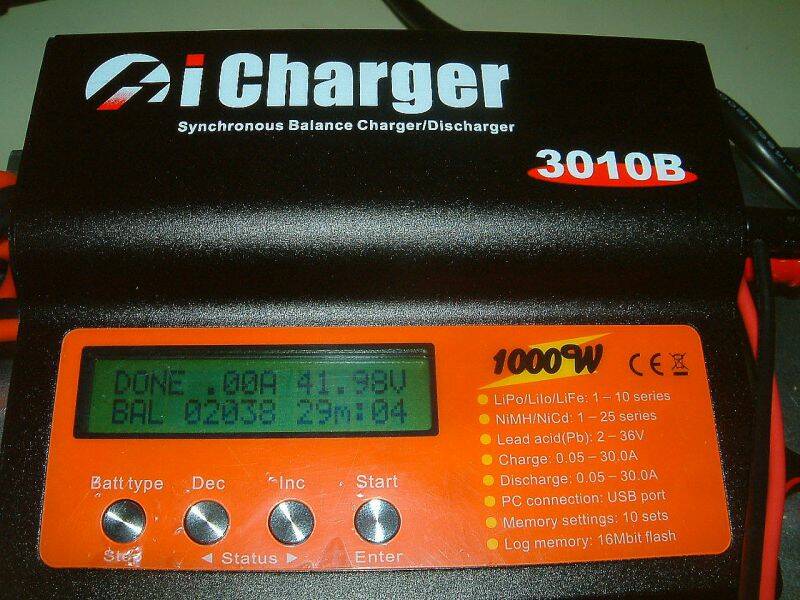 i Charger
Synchronous Balance Charger/Discharger
3010B
1000W
CE
DONE .00A 41.98V
BAL 02038 29m:04
LiPo/LiIo/LiFe: 1 – 10 series
NiMH/NiCd: 1 – 25 series
Lead acid(Pb): 2 – 36V
Charge: 0.05 – 30.0A
Discharge: 0.05 – 30.0A
PC connection: USB port
Memory settings: 10 sets
Log memory: 16Mbit flash
Batt type Dec Inc Start
Stop ◄ Status ► Enter